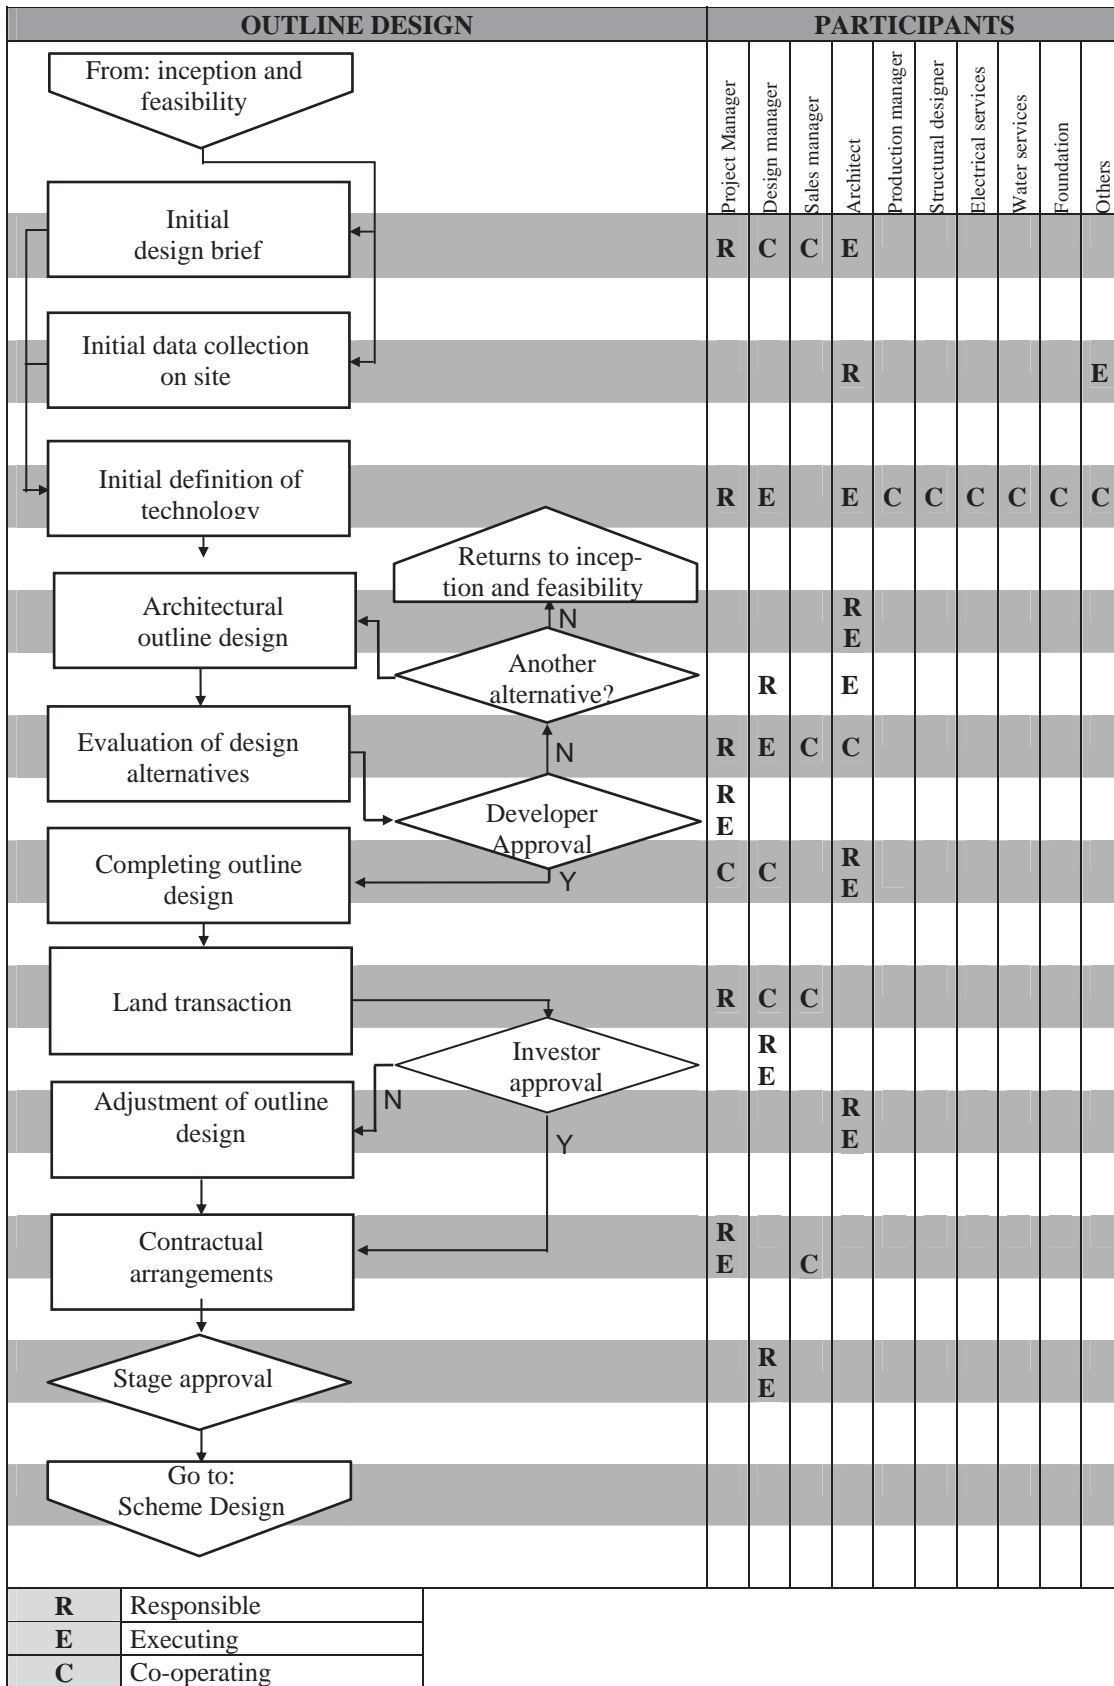 OUTLINE DESIGN
PARTICIPANTS
From: inception and
feasibility
Project Manager
Design manager
Sales manager
Architect
Production manager
Structural designer
Electrical services
Water services
Foundation
Others
Initial
design brief
R C C E
Initial data collection
on site
R E
Initial definition of
technology
R E E C C C C C C
Returns to incep-
tion and feasibility
N
Architectural
outline design
R
E
Another
alternative?
R E
Evaluation of design
alternatives
N
R E C C
Developer
Approval
R
E
Y
Completing outline
design
C C R
E
Land transaction
R C C
Investor
approval
R
E
N
Y
Adjustment of outline
design
R
E
Contractual
arrangements
R
E C
Stage approval
R
E
Go to:
Scheme Design
R Responsible
E Executing
C Co-operating